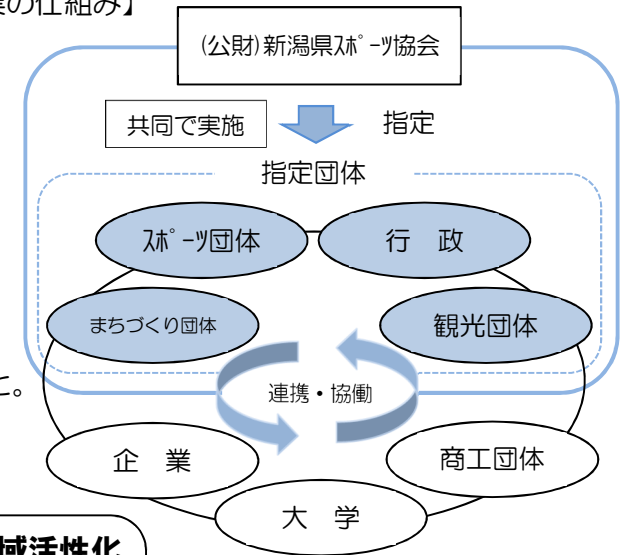 業の仕組み】
(公財)新潟県ｽﾎﾟｰﾂ協会
共同で実施
指定
指定団体
ｽﾎﾟｰﾂ団体
行　政
まちづくり団体
観光団体
連携・協働
と。
企　業
商工団体
大　学
域活性化